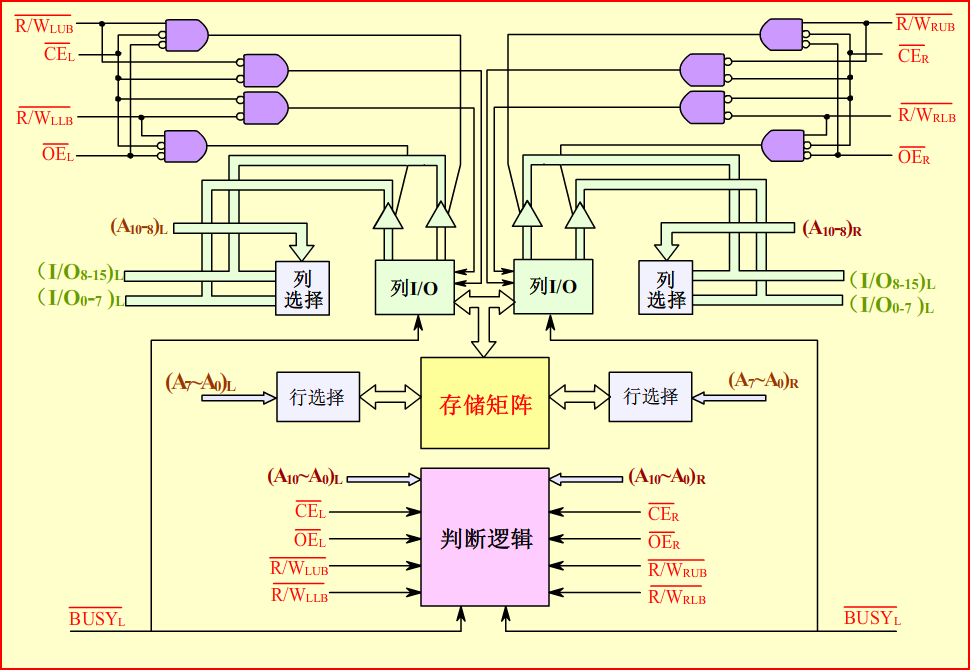 R/WLUB
R/WRUB
CEL
CER
R/WLLB
R/WRLB
OEL
OER
(A10-8)L
(A10-8)R
(I/O8-15)L
列
选择
列I/O
列I/O
列
选择
(I/O8-15)L
(I/O0-7 )L
(I/O0-7 )L
(A7~A0)L
行选择
存储矩阵
行选择
(A7~A0)R
(A10~A0)L
(A10~A0)R
CEL
CER
OEL
判断逻辑
OER
R/WLUB
R/WRUB
R/WLLB
R/WRLB
BUSYL
BUSYL